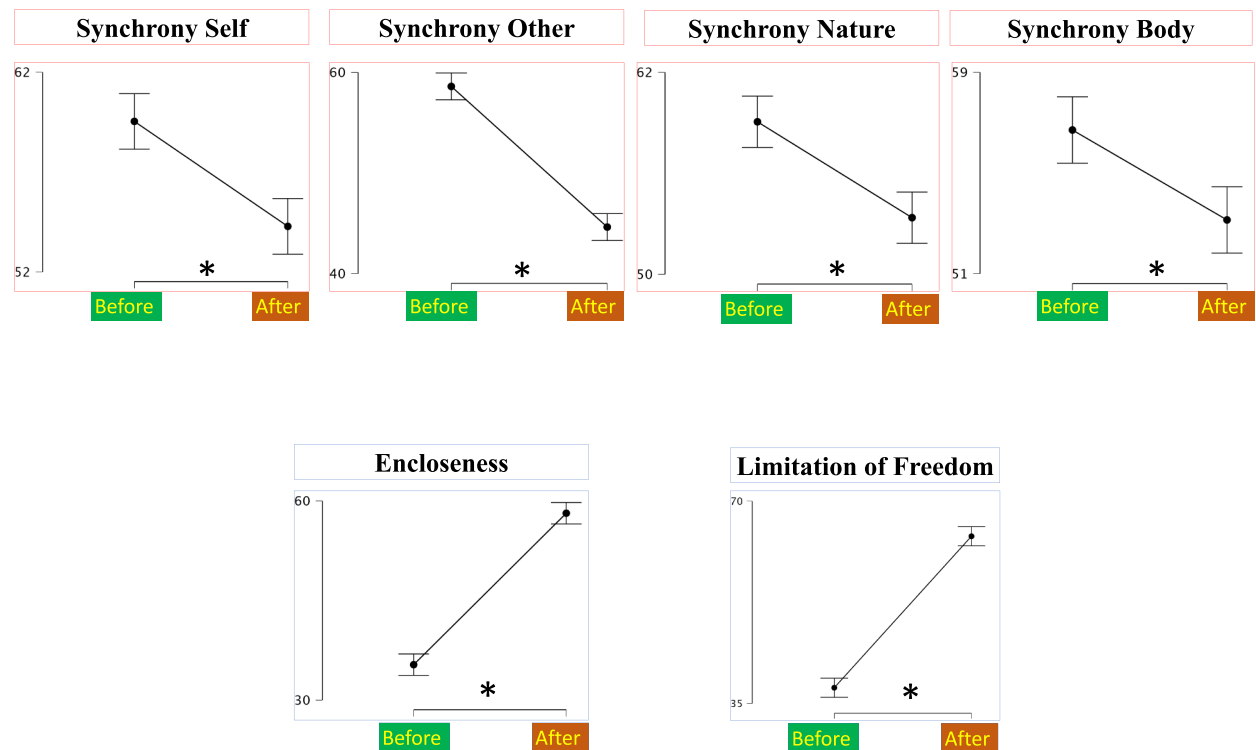 Synchrony Self
Synchrony Other
Synchrony Nature
Synchrony Body
62
52
*
Before
After
60
40
*
Before
After
62
50
*
Before
After
59
51
*
Before
After
Encloseness
Limitation of Freedom
60
30
*
Before
After
70
35
*
Before
After